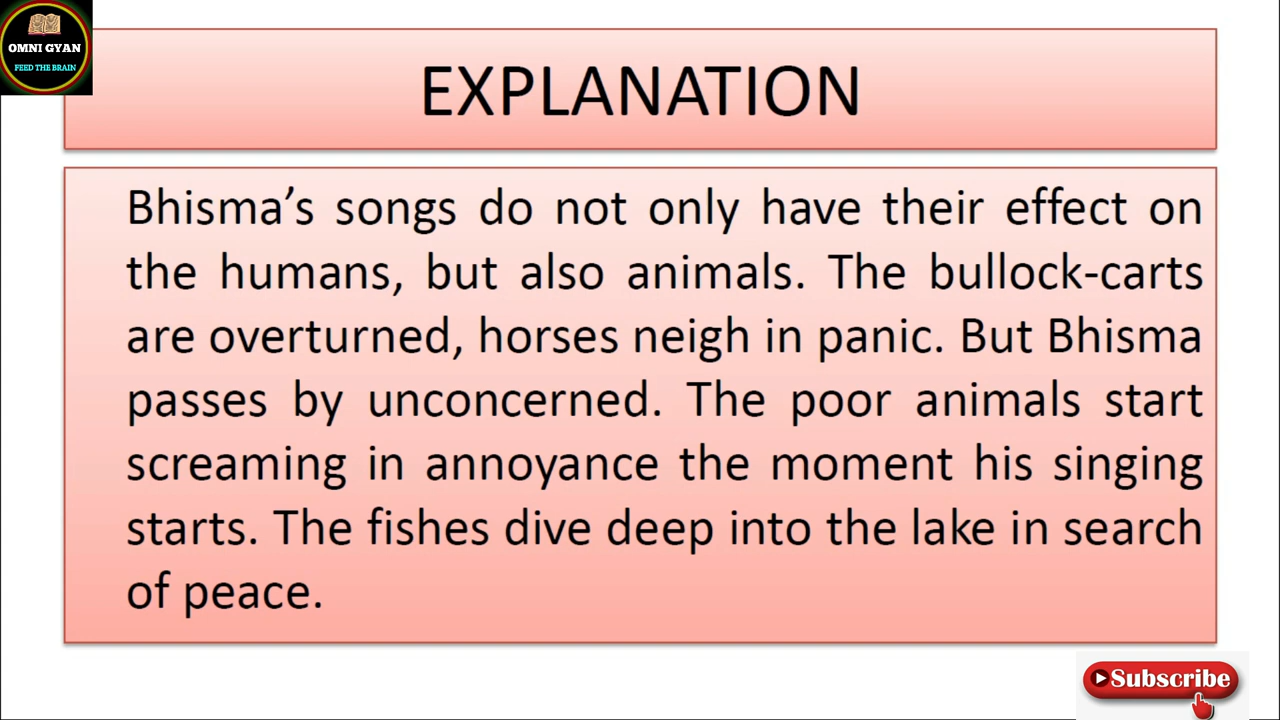 OMNI GYAN
FEED THE BRAIN
EXPLANATION
Bhisma’s songs do not only have their effect on
the humans, but also animals. The bullock-carts
are overturned, horses neigh in panic. But Bhisma
passes by unconcerned. The poor animals start
screaming in annoyance the moment his singing
starts. The fishes dive deep into the lake in search
of peace.
Subscribe